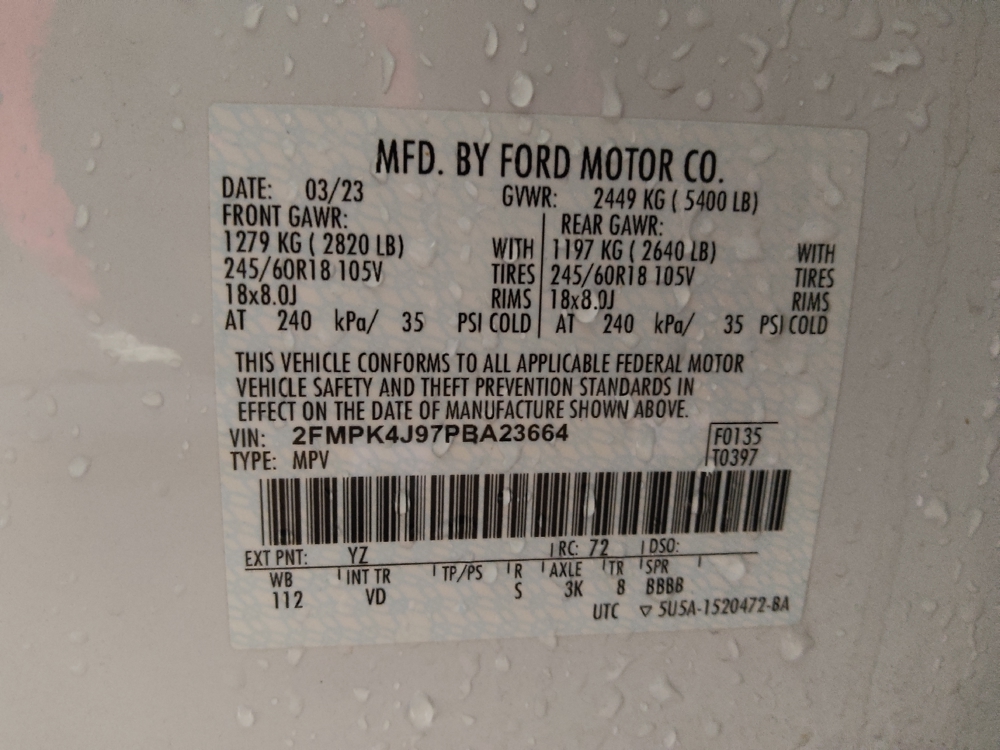 MFD. BY FORD MOTOR CO.
DATE: 03/23 GVWR: 2449 KG ( 5400 LB)
FRONT GAWR: REAR GAWR:
1279 KG ( 2820 LB) WITH 1197 KG ( 2640 LB) WITH
245/60R18 105V TIRES 245/60R18 105V TIRES
18x8.0J RIMS 18x8.0J RIMS
AT 240 kPa/ 35 PSI COLD AT 240 kPa/ 35 PSI COLD
THIS VEHICLE CONFORMS TO ALL APPLICABLE FEDERAL MOTOR
VEHICLE SAFETY AND THEFT PREVENTION STANDARDS IN
EFFECT ON THE DATE OF MANUFACTURE SHOWN ABOVE.
VIN: 2FMPK4J97PBA23664 F0135
TYPE: MPV T0397
EXT PNT: YZ RC: 72 DSO:
WB INT TR TP/PS R AXLE TR SPR
112 VD S 3K 8 BBBB
UTC ▽ 5U5A-1520472-BA